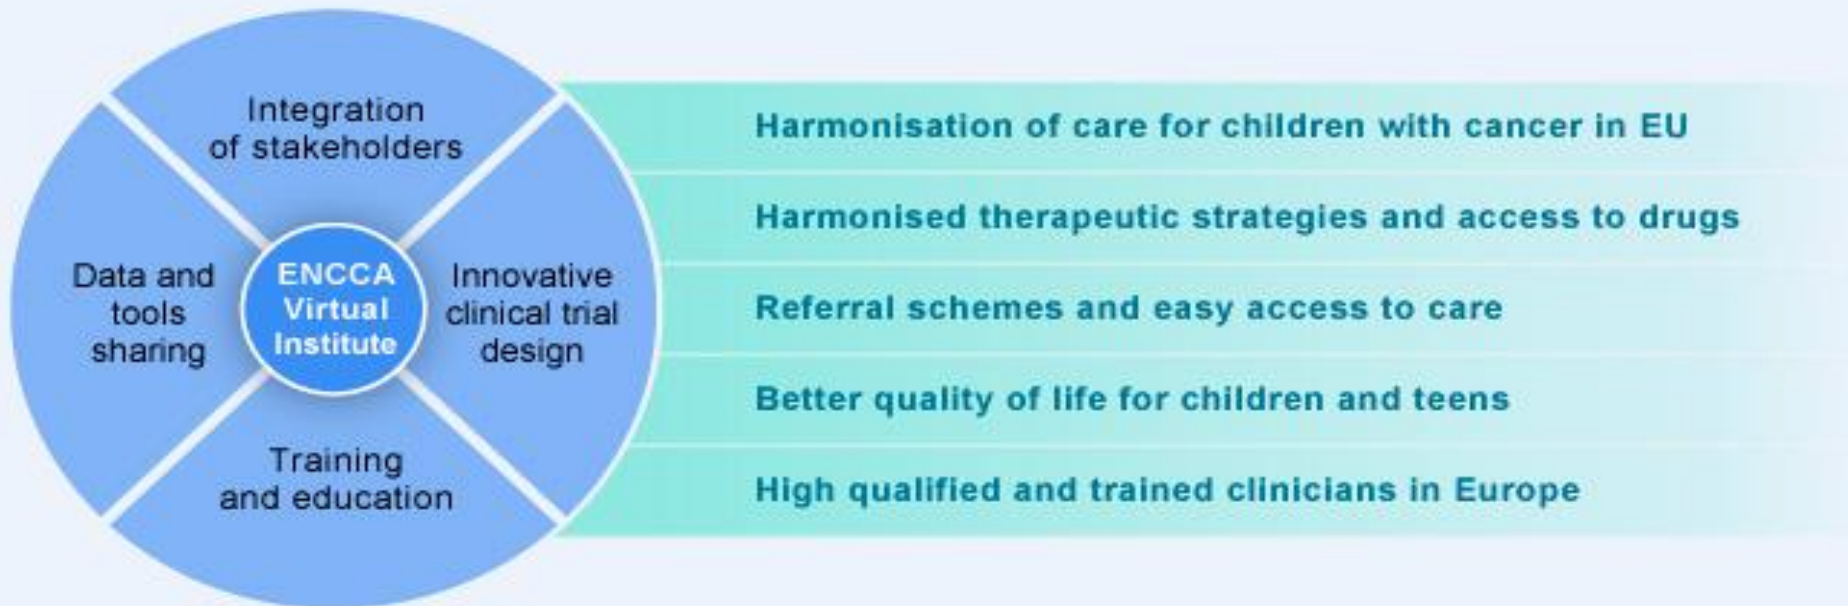 Integration
of stakeholders
Data and
tools
sharing
ENCCA
Virtual
Institute
Innovative
clinical trial
design
Training
and education
Harmonisation of care for children with cancer in EU
Harmonised therapeutic strategies and access to drugs
Referral schemes and easy access to care
Better quality of life for children and teens
High qualified and trained clinicians in Europe